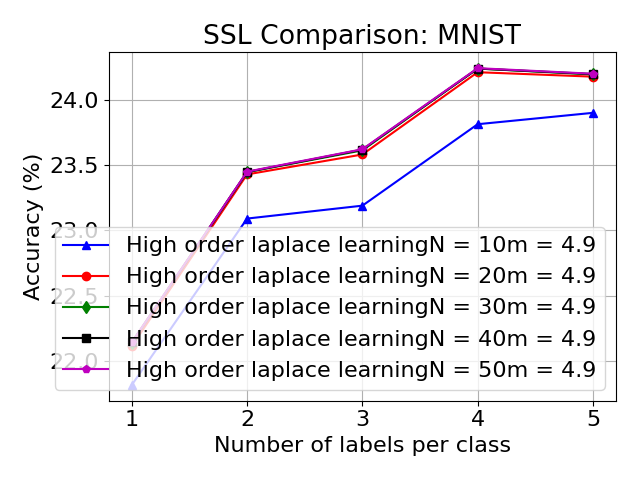 SSL Comparison: MNIST
Accuracy (%)
24.0
23.5
23.0
22.5
22.0
High order laplace learningN = 10m = 4.9
High order laplace learningN = 20m = 4.9
High order laplace learningN = 30m = 4.9
High order laplace learningN = 40m = 4.9
High order laplace learningN = 50m = 4.9
1 2 3 4 5
Number of labels per class